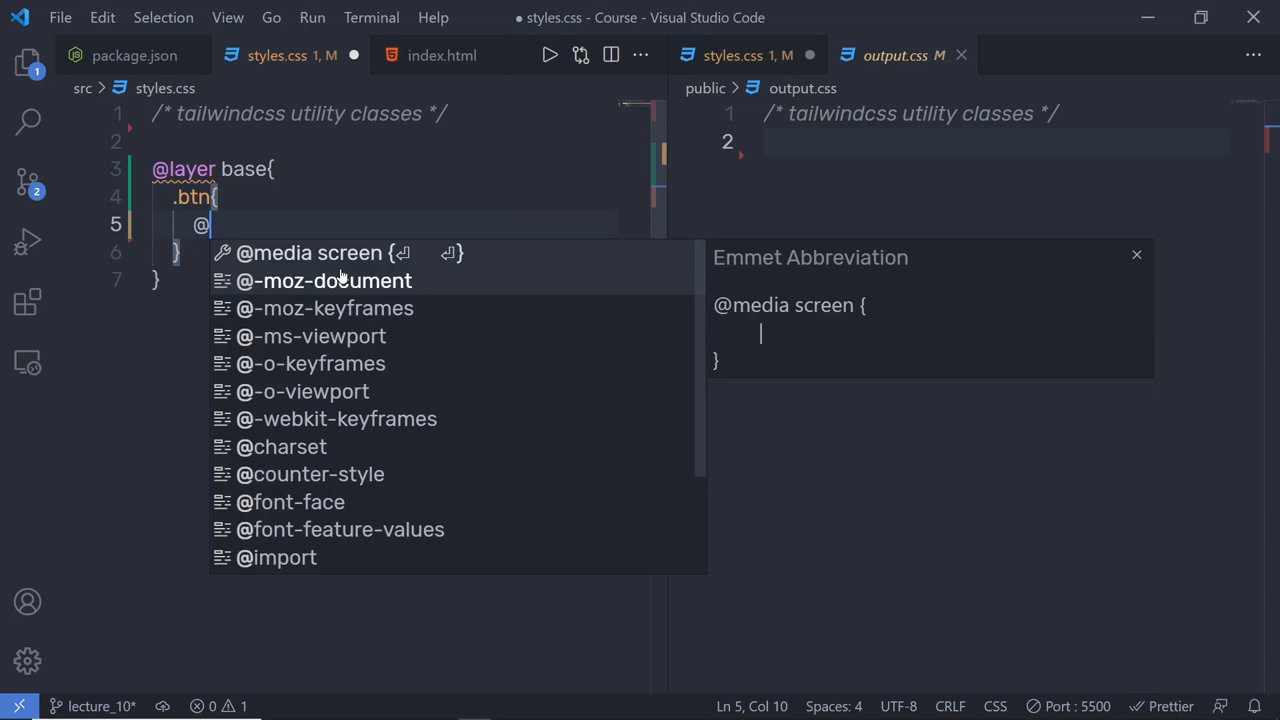 File Edit Selection View Go Run Terminal Help
● styles.css - Course - Visual Studio Code
package.json
styles.css 1, M
index.html
styles.css 1, M
output.css M
src > styles.css
public > output.css
1 /* tailwindcss utility classes */
2
3 @layer base{
4 .btn{
5 @
6 }
7 }
1 /* tailwindcss utility classes */
2
@media screen {⏎ ⏎}
@-moz-document
@-moz-keyframes
@-ms-viewport
@-o-keyframes
@-o-viewport
@-webkit-keyframes
@charset
@counter-style
@font-face
@font-feature-values
@import
Emmet Abbreviation
@media screen {
|
}
1
2
lecture_10* 0 1 Ln 5, Col 10 Spaces: 4 UTF-8 CRLF CSS Port : 5500 Prettier